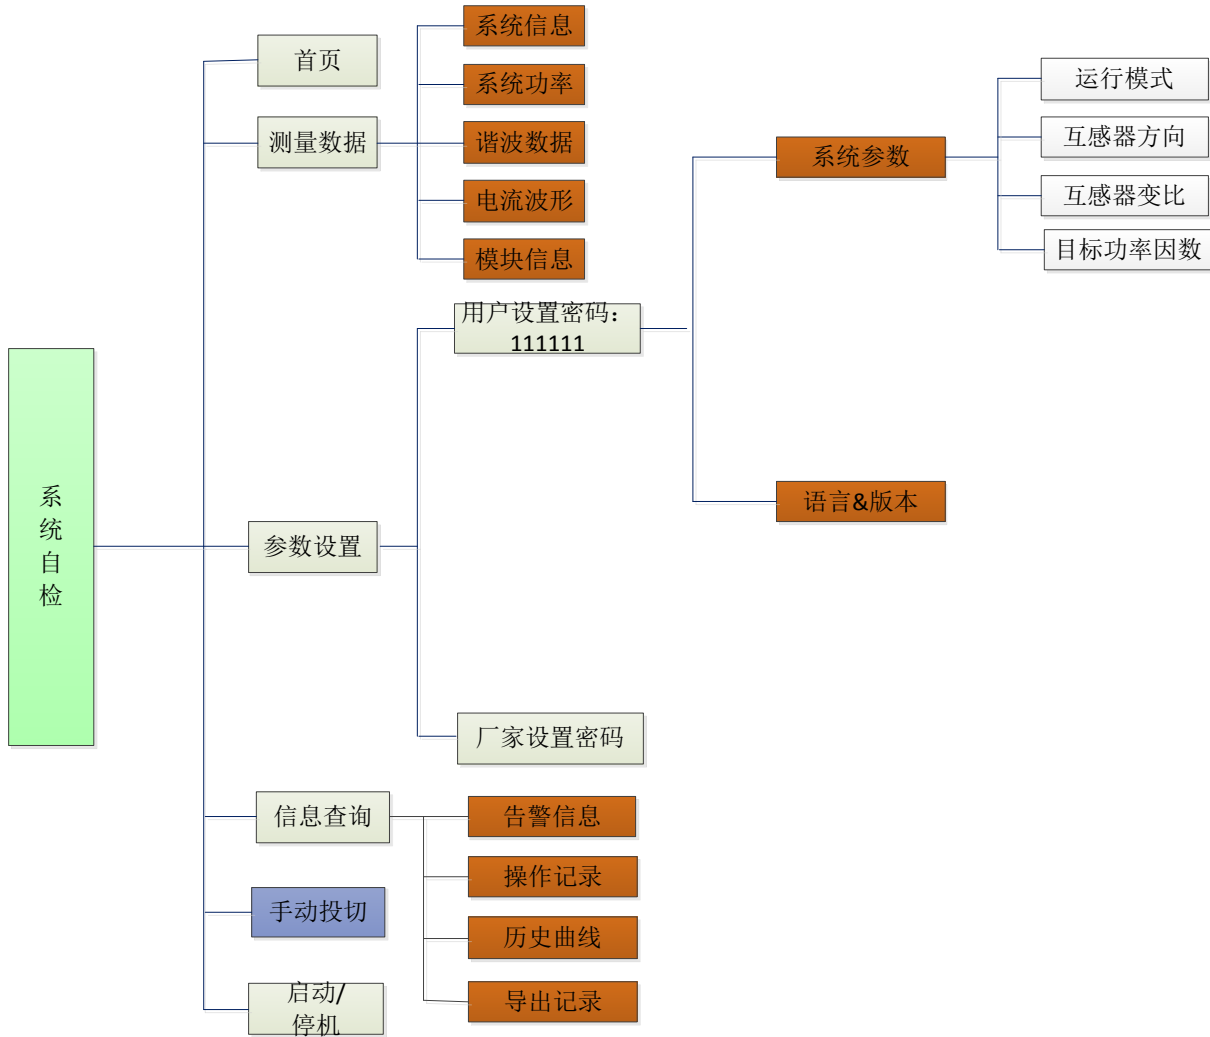 系统自检
首页
测量数据
系统信息
系统功率
谐波数据
电流波形
模块信息
参数设置
用户设置密码：
111111
系统参数
运行模式
互感器方向
互感器变比
目标功率因数
语言&版本
厂家设置密码
信息查询
告警信息
操作记录
历史曲线
导出记录
手动投切
启动/
停机